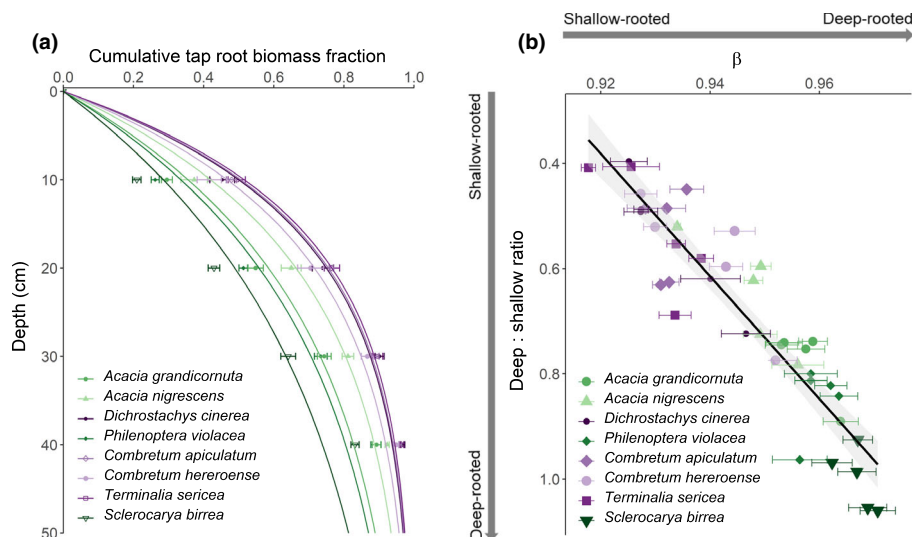 (a)
Cumulative tap root biomass fraction
0.0 0.2 0.4 0.6 0.8 1.0
0
10
20
30
40
50
Depth (cm)
Acacia grandicornuta
Acacia nigrescens
Dichrostachys cinerea
Philenoptera violacea
Combretum apiculatum
Combretum hereroense
Terminalia sericea
Sclerocarya birrea
Shallow-rooted
Deep-rooted
(b)
Shallow-rooted Deep-rooted
β
0.92 0.94 0.96
0.4
0.6
0.8
1.0
Deep : shallow ratio
Acacia grandicornuta
Acacia nigrescens
Dichrostachys cinerea
Philenoptera violacea
Combretum apiculatum
Combretum hereroense
Terminalia sericea
Sclerocarya birrea